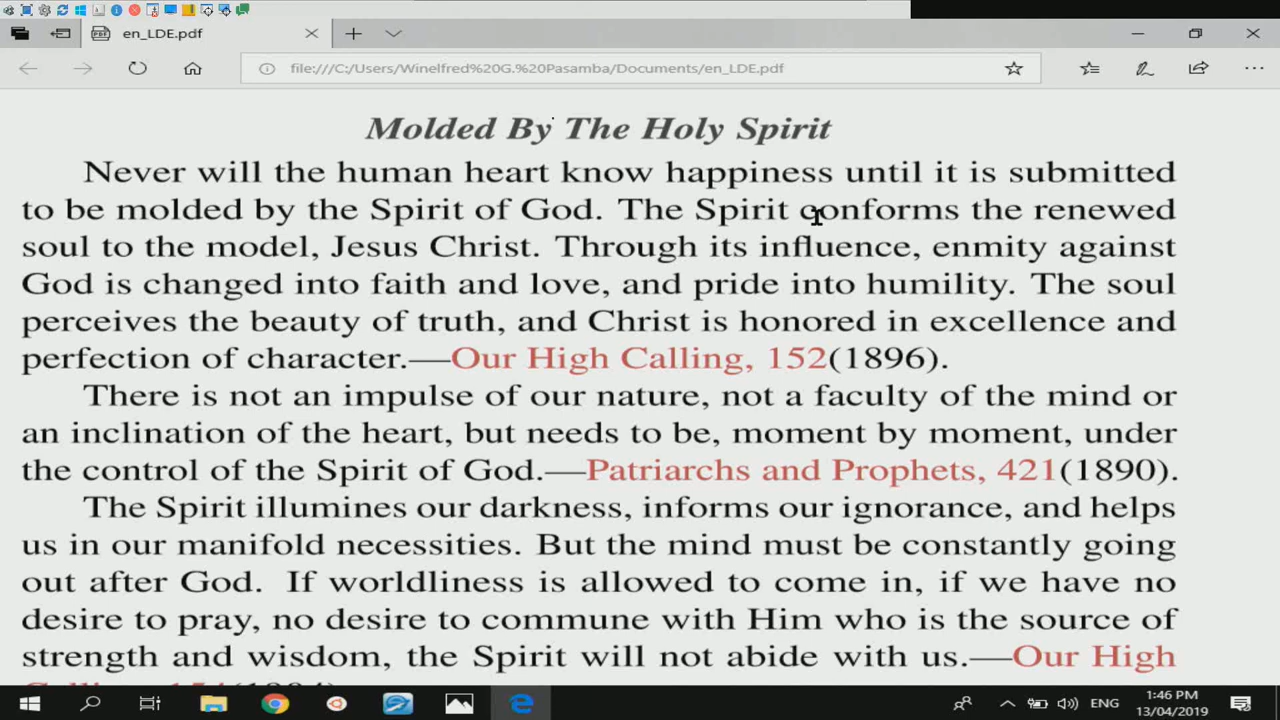 en_LDE.pdf
file:///C:/Users/Winelfred%20G.%20Pasamba/Documents/en_LDE.pdf
Molded By The Holy Spirit
Never will the human heart know happiness until it is submitted
to be molded by the Spirit of God. The Spirit conforms the renewed
soul to the model, Jesus Christ. Through its influence, enmity against
God is changed into faith and love, and pride into humility. The soul
perceives the beauty of truth, and Christ is honored in excellence and
perfection of character.—Our High Calling, 152(1896).
There is not an impulse of our nature, not a faculty of the mind or
an inclination of the heart, but needs to be, moment by moment, under
the control of the Spirit of God.—Patriarchs and Prophets, 421(1890).
The Spirit illumines our darkness, informs our ignorance, and helps
us in our manifold necessities. But the mind must be constantly going
out after God. If worldliness is allowed to come in, if we have no
desire to pray, no desire to commune with Him who is the source of
strength and wisdom, the Spirit will not abide with us.—Our High
ENG
1:46 PM
13/04/2019